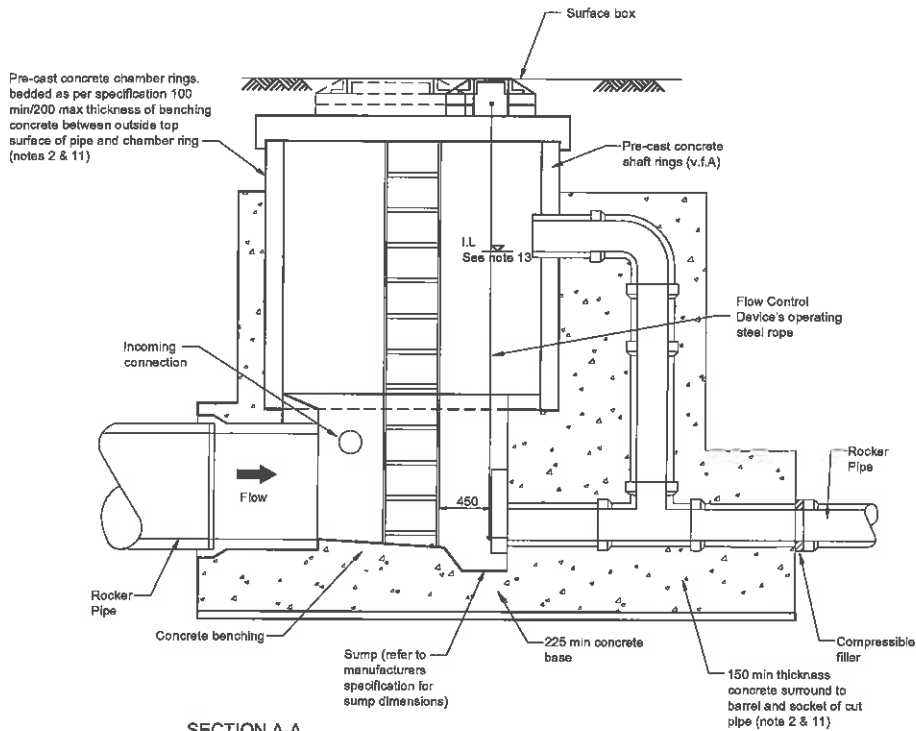 Surface box
Pre-cast concrete chamber rings,
bedded as per specification 100
min/200 max thickness of benching
concrete between outside top
surface of pipe and chamber ring
(notes 2 & 11)
Pre-cast concrete
shaft rings (v.f.A)
I.L
See note 13
Flow Control
Device's operating
steel rope
Incoming
connection
Rocker
Pipe
Flow
450
Rocker
Pipe
Concrete benching
Sump (refer to
manufacturers
specification for
sump dimensions)
225 min concrete
base
Compressible
filler
150 min thickness
concrete surround to
barrel and socket of cut
pipe (note 2 & 11)
SECTION A-A